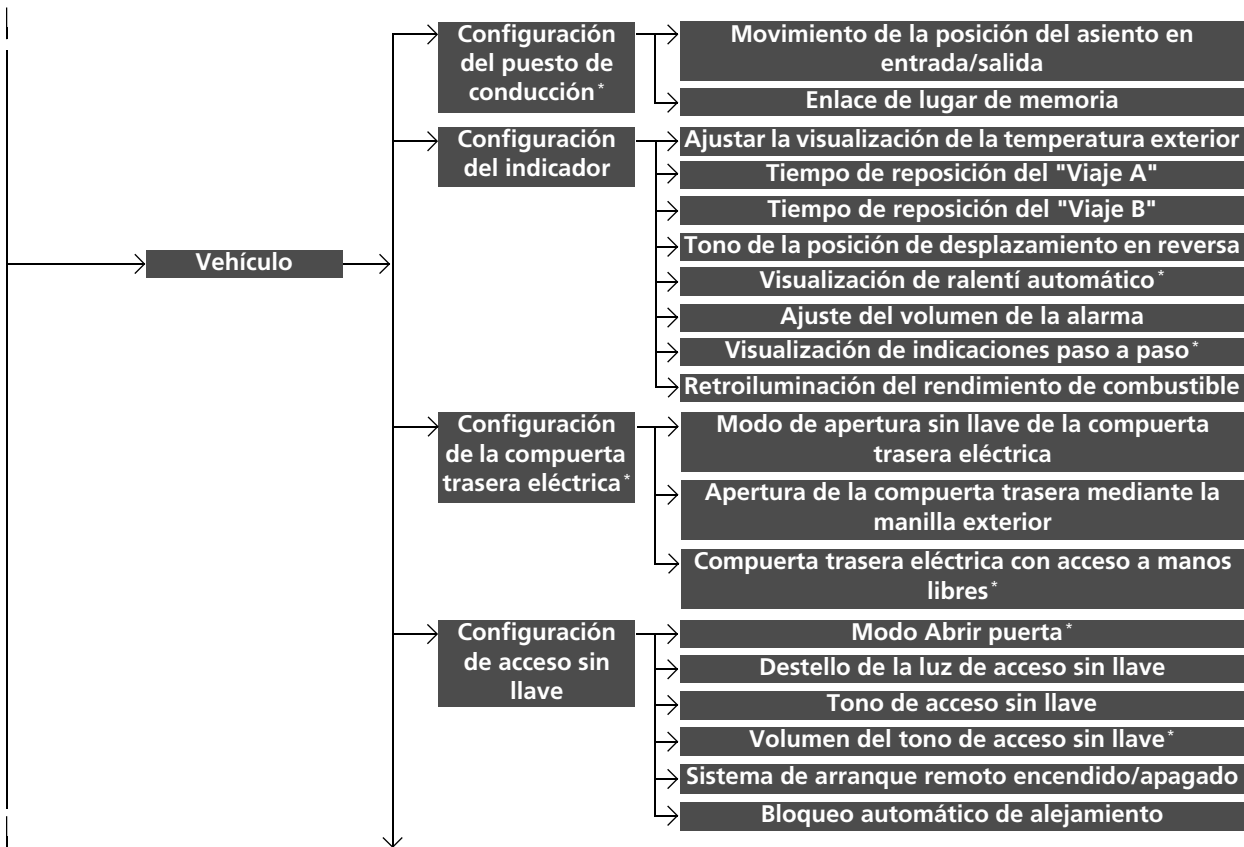 Vehículo
Configuración
del puesto de
conducción*
Movimiento de la posición del asiento en
entrada/salida
Enlace de lugar de memoria
Configuración
del indicador
Ajustar la visualización de la temperatura exterior
Tiempo de reposición del "Viaje A"
Tiempo de reposición del "Viaje B"
Tono de la posición de desplazamiento en reversa
Visualización de ralentí automático*
Ajuste del volumen de la alarma
Visualización de indicaciones paso a paso*
Retroiluminación del rendimiento de combustible
Configuración
de la compuerta
trasera eléctrica*
Modo de apertura sin llave de la compuerta
trasera eléctrica
Apertura de la compuerta trasera mediante la
manilla exterior
Compuerta trasera eléctrica con acceso a manos
libres*
Configuración
de acceso sin
llave
Modo Abrir puerta*
Destello de la luz de acceso sin llave
Tono de acceso sin llave
Volumen del tono de acceso sin llave*
Sistema de arranque remoto encendido/apagado
Bloqueo automático de alejamiento